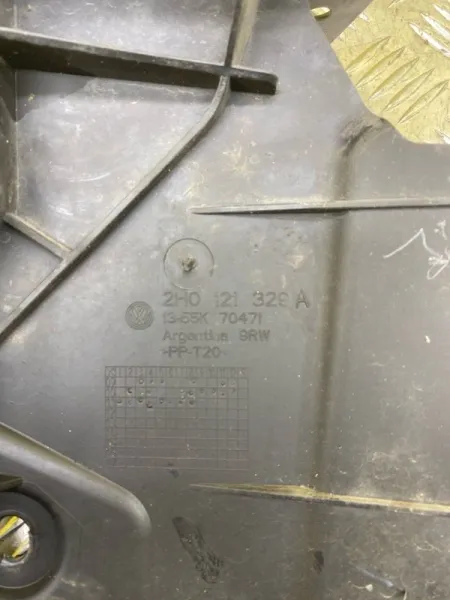 2H0 121 329 A
13-55K 70471
Argentina 9RW
>PP-T20<